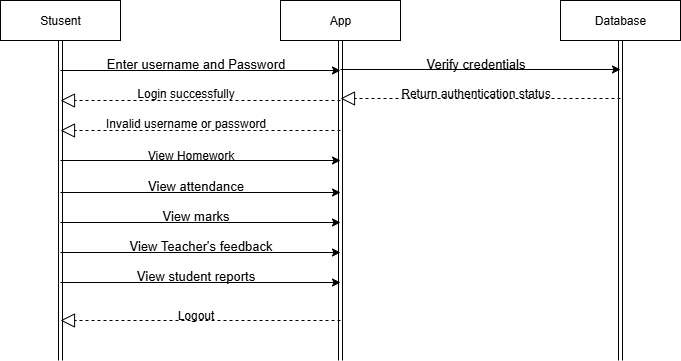 Stusent
App
Database
Enter username and Password
Verify credentials
Login successfully
Return authentication status
Invalid username or password
View Homework
View attendance
View marks
View Teacher's feedback
View student reports
Logout